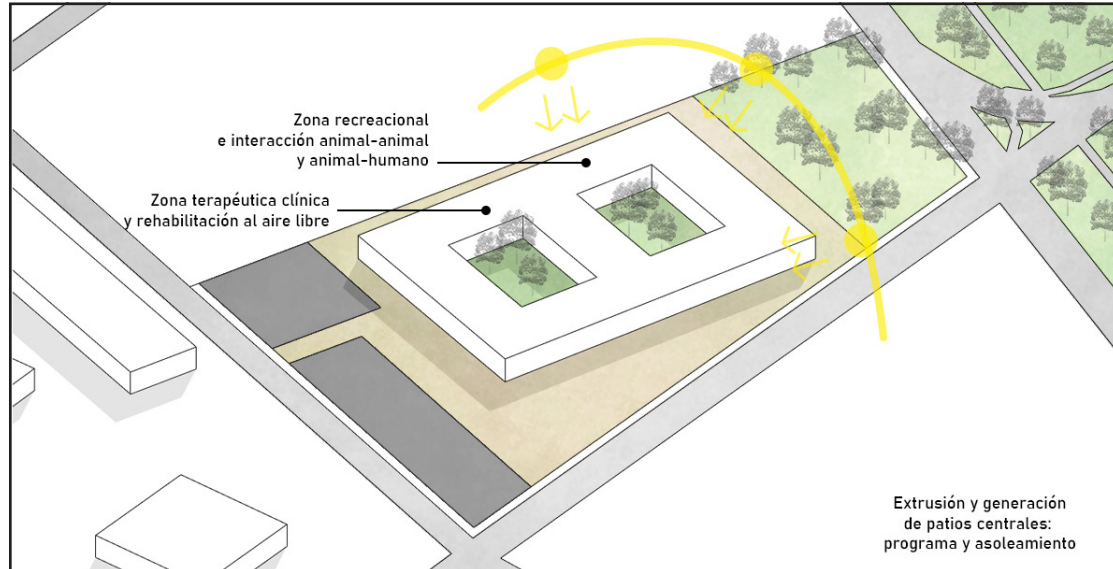 Zona recreacional
e interacción animal-animal
y animal-humano
Zona terapéutica clínica
y rehabilitación al aire libre
Extrusión y generación
de patios centrales:
programa y asoleamiento